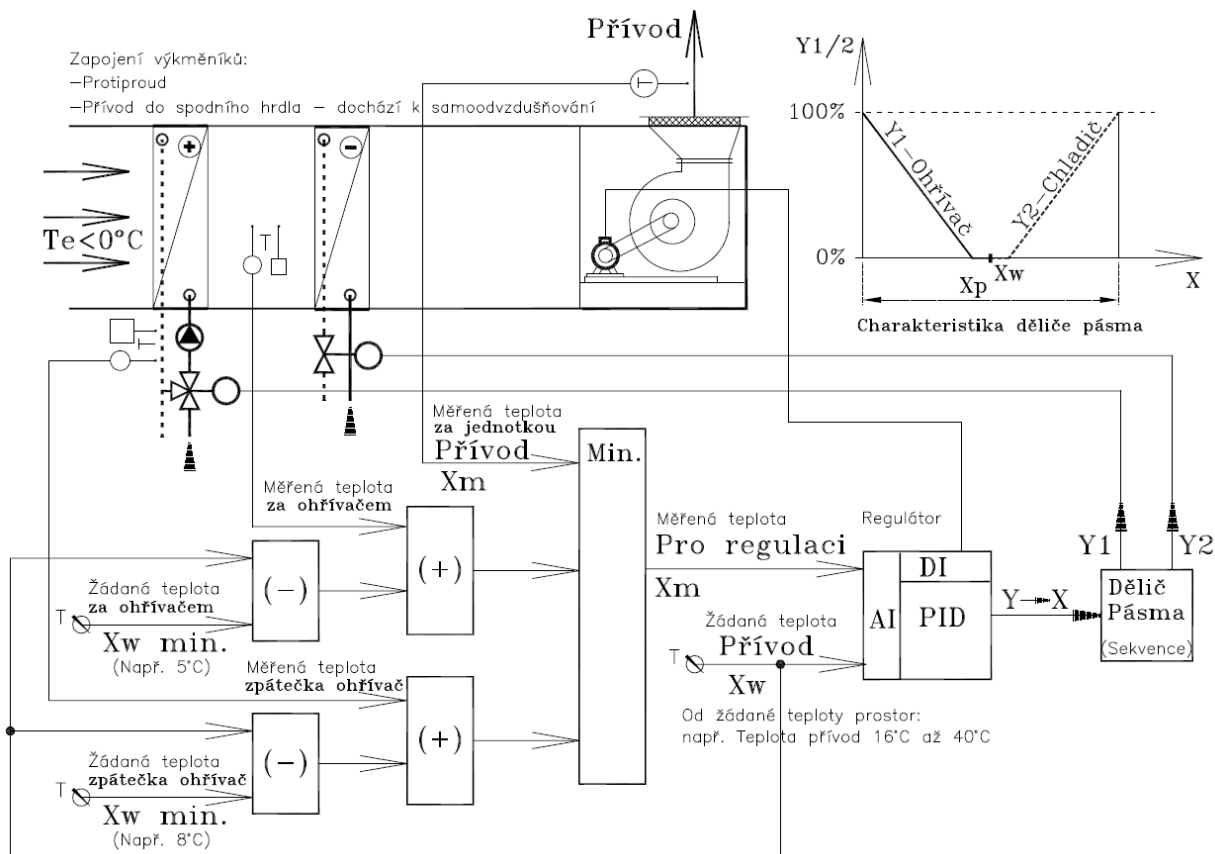 Zapojení výkměníků:
−Protiproud
−Přívod do spodního hrdla − dochází k samoodvzdušňování
Přívod
T
Te<0°C
+
−
T
T
Y1/2
100%
0%
Y1−Ohřívač
Y2−Chladič
Xw
Xp
X
Charakteristika děliče pásma
Měřená teplota
za jednotkou
Přívod
Xm
Min.
Měřená teplota
za ohřívačem
(+)
(−)
Žádaná teplota
za ohřívačem
T
Xw min.
(Např. 5°C)
Měřená teplota
zpátečka ohřívač
(+)
(−)
Žádaná teplota
zpátečka ohřívač
T
Xw min.
(Např. 8°C)
Měřená teplota
Pro regulaci
Xm
Regulátor
DI
AI
PID
Žádaná teplota
Přívod
T
Xw
Od žádané teploty prostor:
např. Teplota přívod 16°C až 40°C
Y
X
Y1
Y2
Dělič
Pásma
(Sekvence)